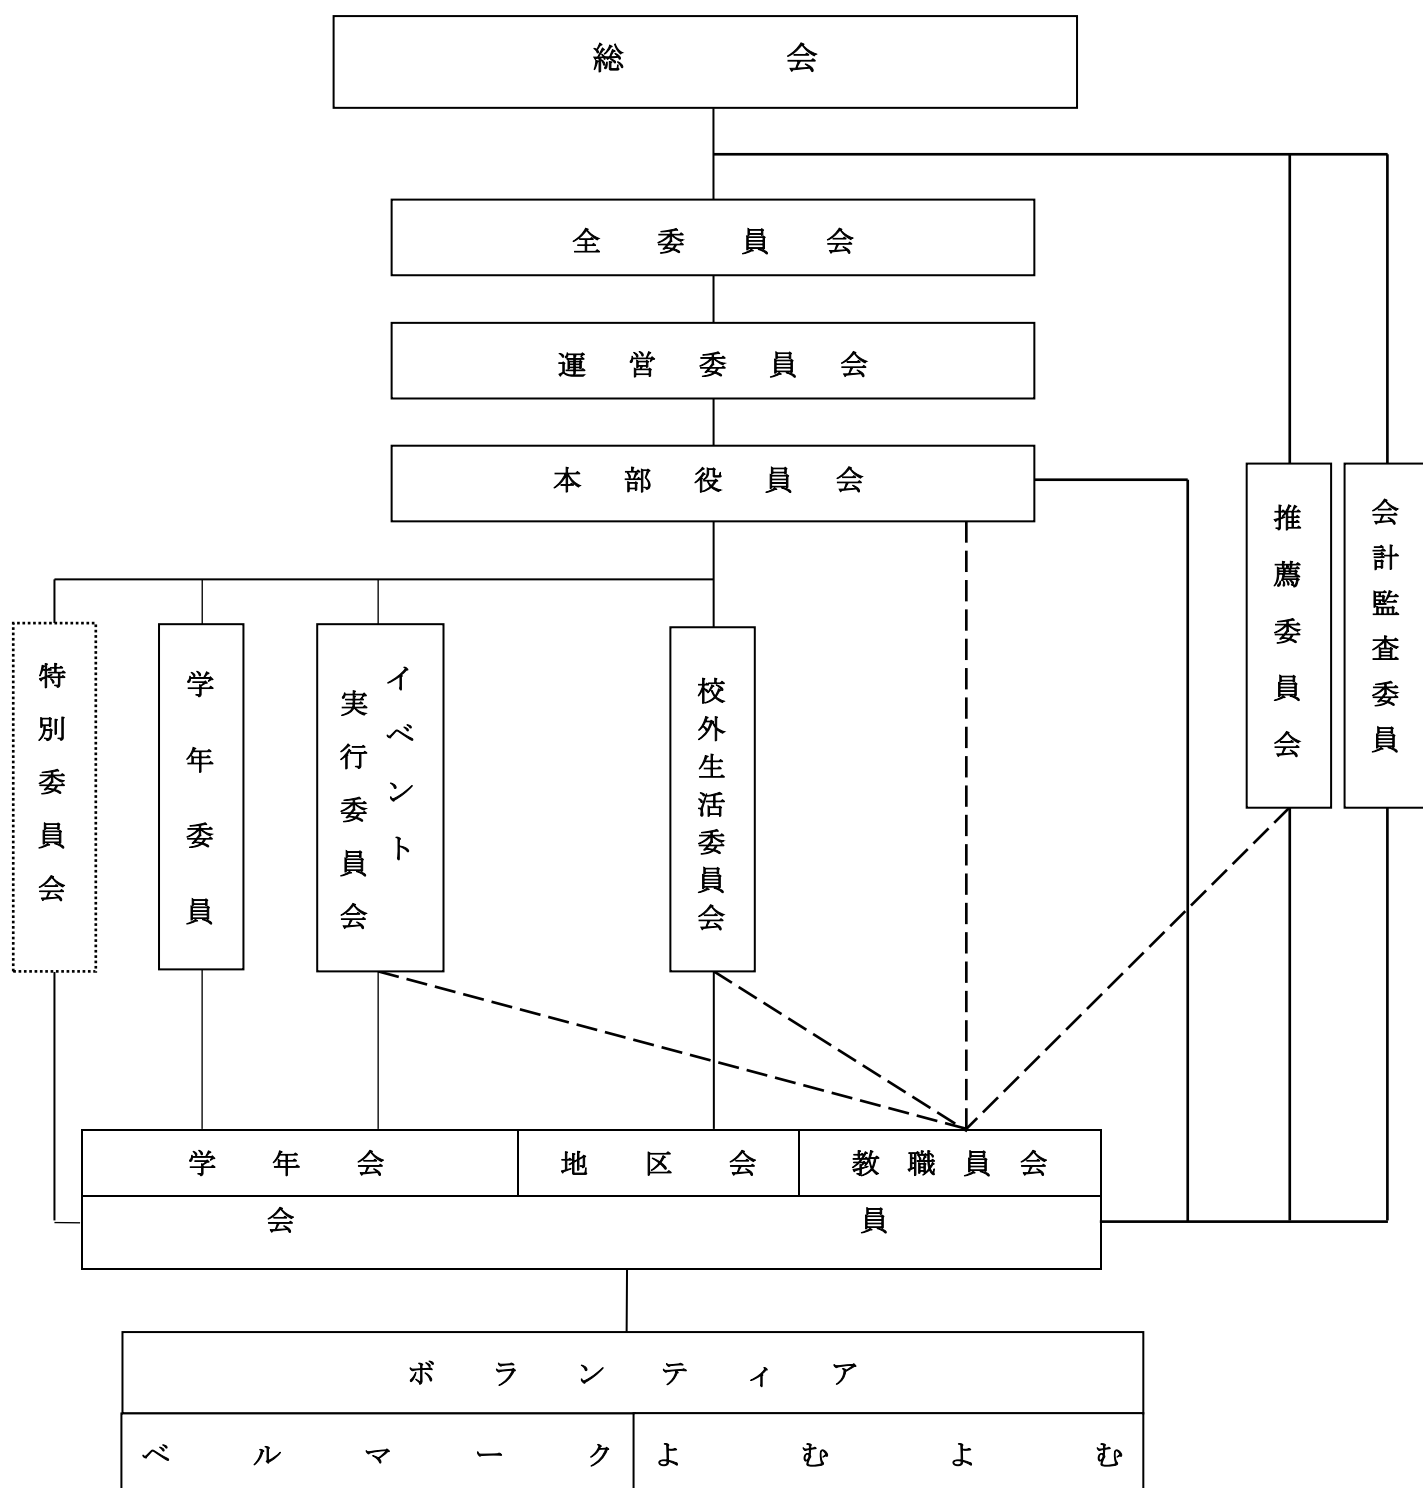 総会
全委員会
運営委員会
本部役員会
特別委員会
学年委員
イベント
実行委員会
校外生活委員会
推薦委員会
会計監査委員
学年会
地区会
教職員会
会員
ボランティア
ベルマーク
よむよむ